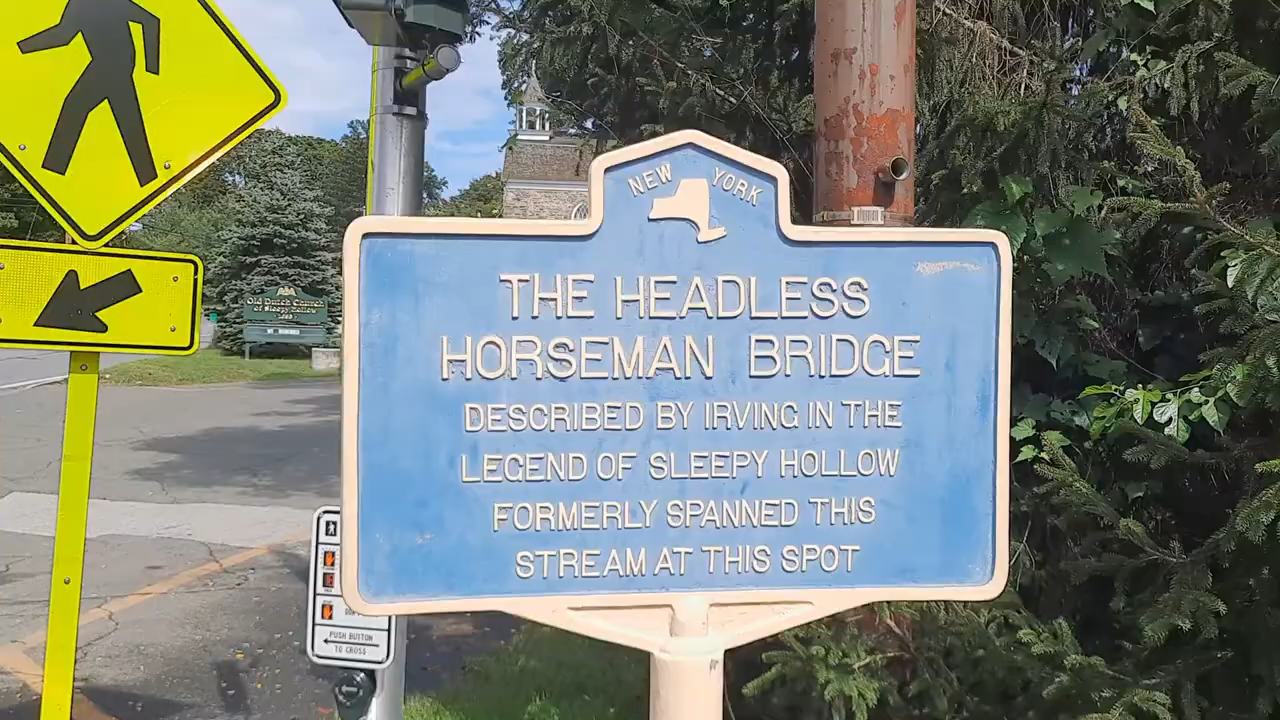 NEW YORK
THE HEADLESS
HORSEMAN BRIDGE
DESCRIBED BY IRVING IN THE
LEGEND OF SLEEPY HOLLOW
FORMERLY SPANNED THIS
STREAM AT THIS SPOT
Old Dutch Church
of Sleepy Hollow
PUSH BUTTON
TO CROSS